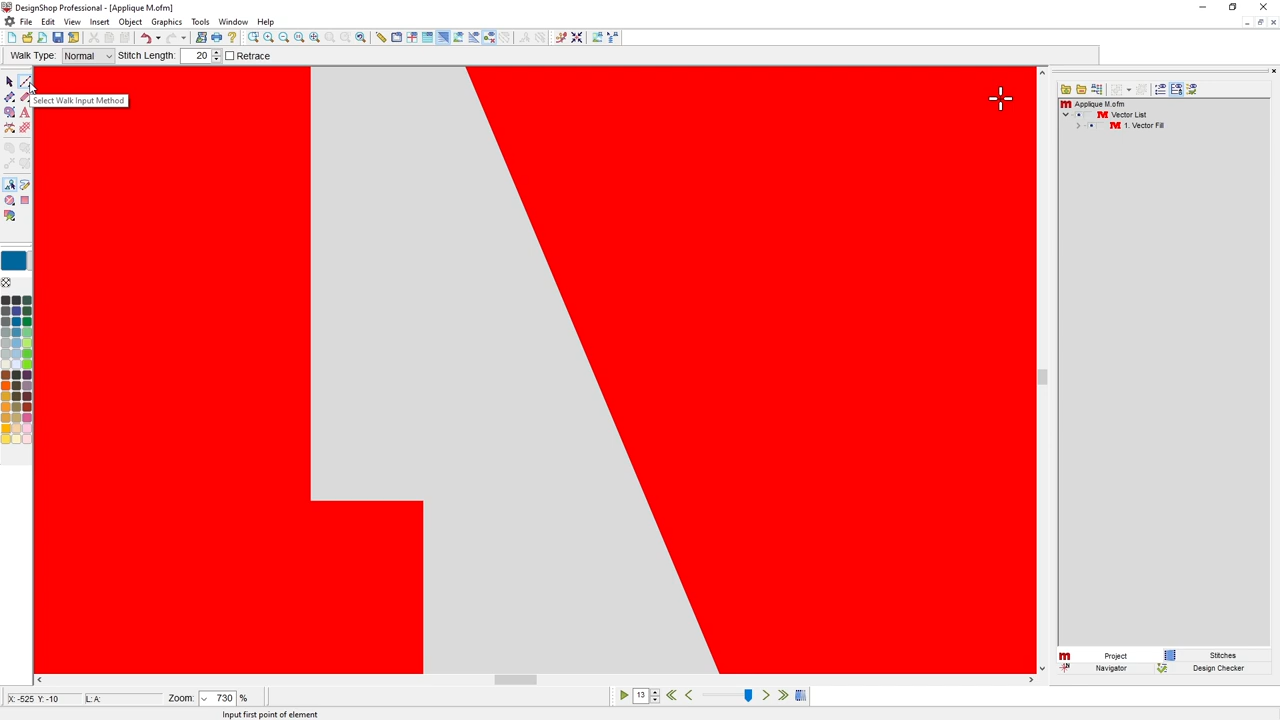 DesignShop Professional - [Applique M.ofm]
File Edit View Insert Object Graphics Tools Window Help
Walk Type: Normal Stitch Length: 20 Retrace
Select Walk Input Method
Applique M.ofm
Vector List
1. Vector Fill
Project Stitches
Navigator Design Checker
X: -525 Y: -10 L: A: Zoom: 730 % 13
Input first point of element